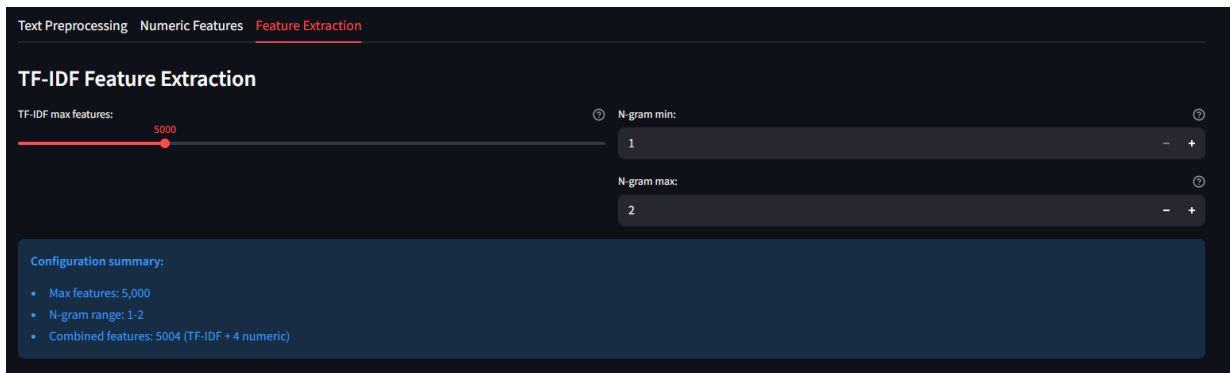 Text Preprocessing Numeric Features Feature Extraction
TF-IDF Feature Extraction
TF-IDF max features:
5000
N-gram min:
1
N-gram max:
2
Configuration summary:
• Max features: 5,000
• N-gram range: 1-2
• Combined features: 5004 (TF-IDF + 4 numeric)